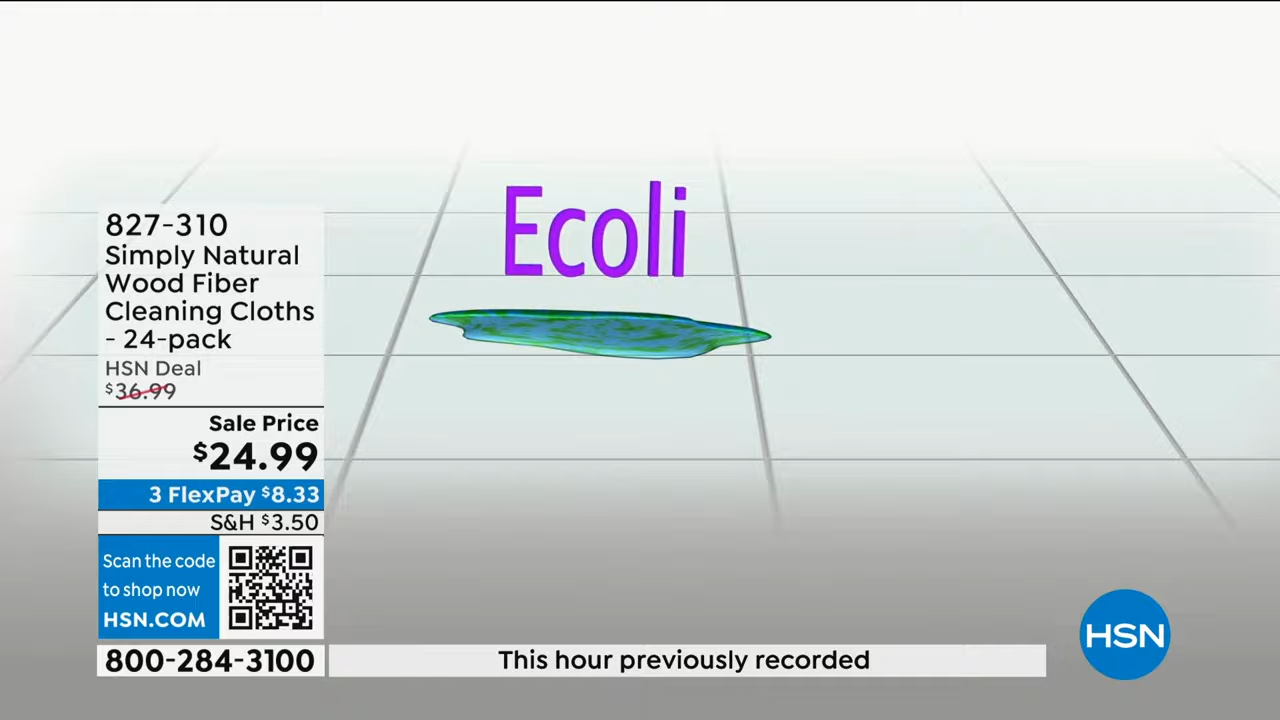 Ecoli
827-310
Simply Natural
Wood Fiber
Cleaning Cloths
- 24-pack
HSN Deal
$36.99
Sale Price
$24.99
3 FlexPay $8.33
S&H $3.50
Scan the code
to shop now
HSN.COM
800-284-3100
This hour previously recorded
HSN